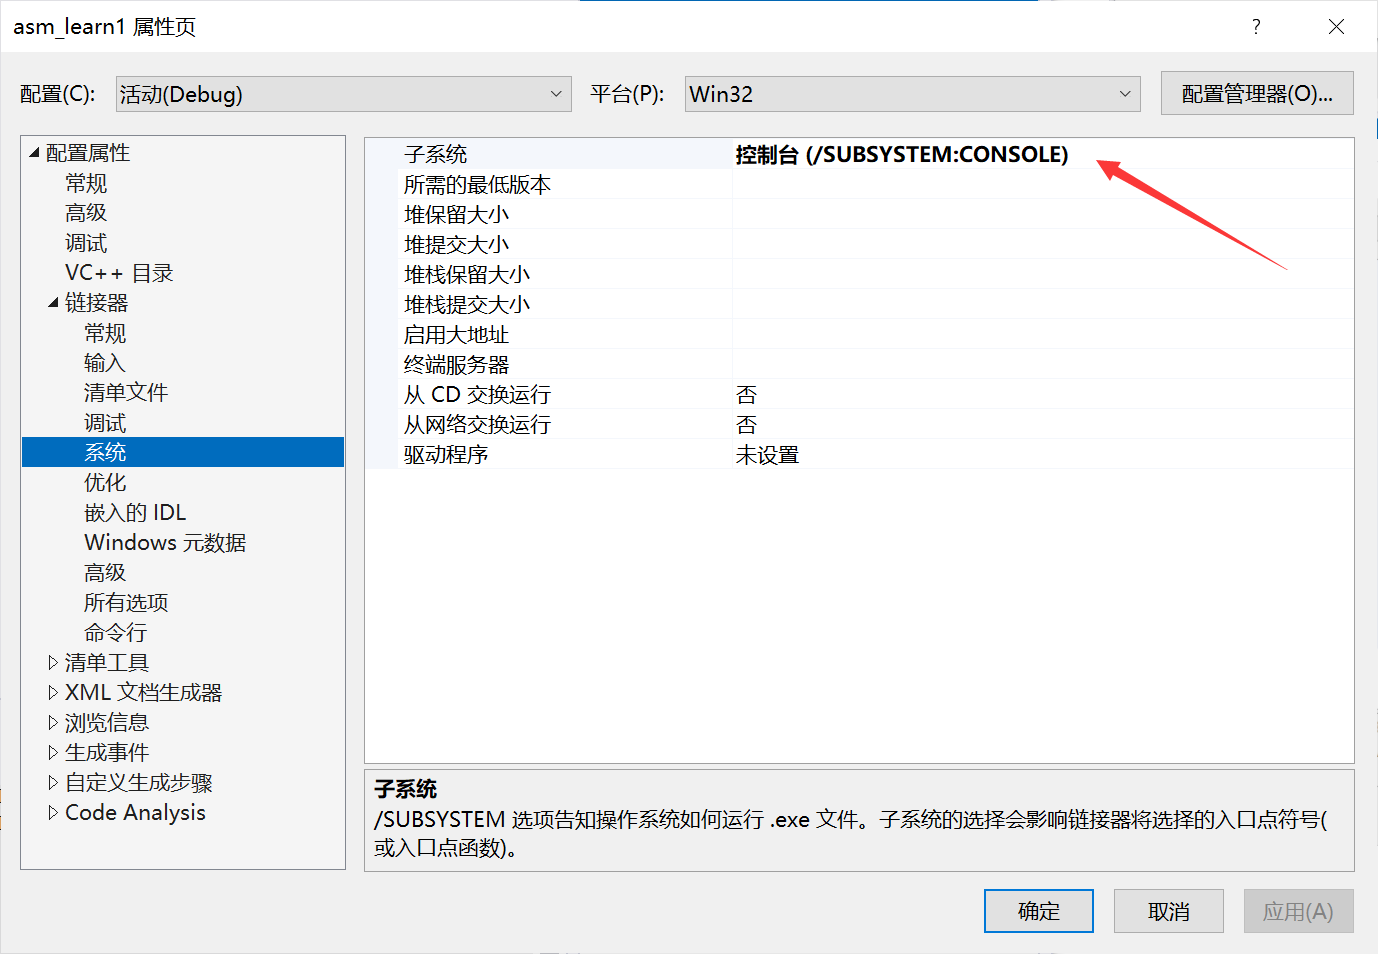 asm_learn1 属性页
?
配置(C): 活动(Debug) 平台(P): Win32 配置管理器(O)...
配置属性
常规
高级
调试
VC++ 目录
链接器
常规
输入
清单文件
调试
系统
优化
嵌入的 IDL
Windows 元数据
高级
所有选项
命令行
清单工具
XML 文档生成器
浏览信息
生成事件
自定义生成步骤
Code Analysis
子系统 控制台 (/SUBSYSTEM:CONSOLE)
所需的最低版本
堆保留大小
堆提交大小
堆栈保留大小
堆栈提交大小
启用大地址
终端服务器
从 CD 交换运行 否
从网络交换运行 否
驱动程序 未设置
子系统
/SUBSYSTEM 选项告知操作系统如何运行 .exe 文件。子系统的选择会影响链接器将选择的入口点符号(
或入口点函数)。
确定 取消 应用(A)